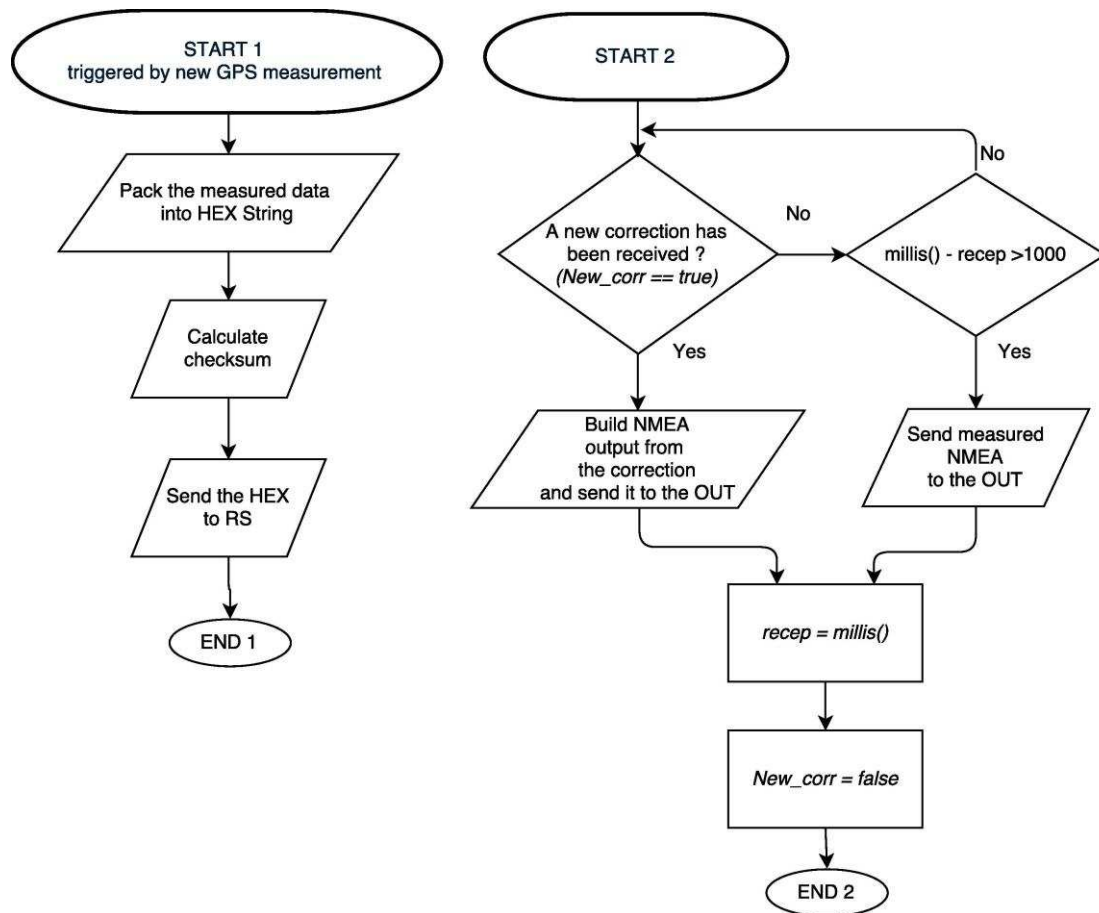 START 1
triggered by new GPS measurement
Pack the measured data
into HEX String
Calculate
checksum
Send the HEX
to RS
END 1
START 2
A new correction has
been received ?
(New_corr == true)
No
No
millis() - recep >1000
Yes
Yes
Build NMEA
output from
the correction
and send it to the OUT
Send measured
NMEA
to the OUT
recep = millis()
New_corr = false
END 2